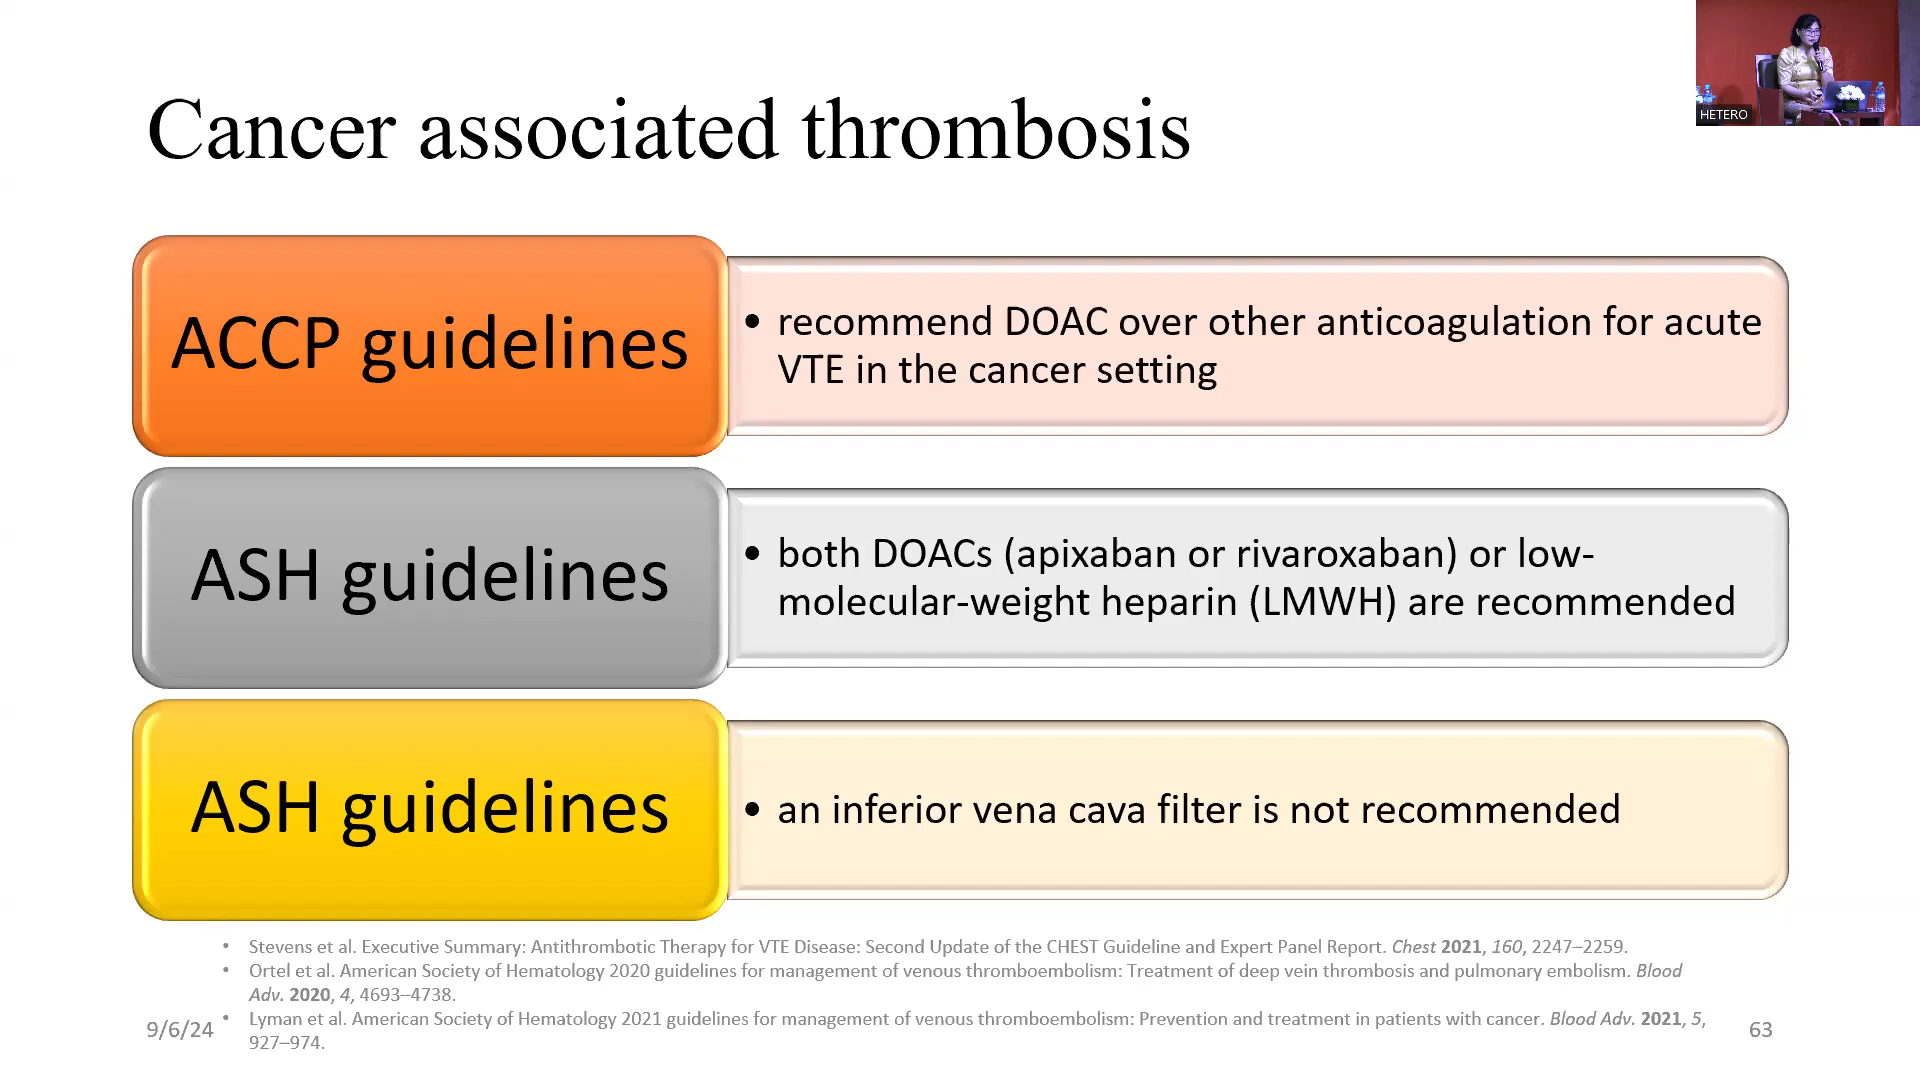 HETERO
Cancer associated thrombosis
ACCP guidelines
• recommend DOAC over other anticoagulation for acute
VTE in the cancer setting
ASH guidelines
• both DOACs (apixaban or rivaroxaban) or low-
molecular-weight heparin (LMWH) are recommended
ASH guidelines
• an inferior vena cava filter is not recommended
• Stevens et al. Executive Summary: Antithrombotic Therapy for VTE Disease: Second Update of the CHEST Guideline and Expert Panel Report. Chest 2021, 160, 2247–2259.
• Ortel et al. American Society of Hematology 2020 guidelines for management of venous thromboembolism: Treatment of deep vein thrombosis and pulmonary embolism. Blood
Adv. 2020, 4, 4693–4738.
• Lyman et al. American Society of Hematology 2021 guidelines for management of venous thromboembolism: Prevention and treatment in patients with cancer. Blood Adv. 2021, 5,
927–974.
9/6/24
63